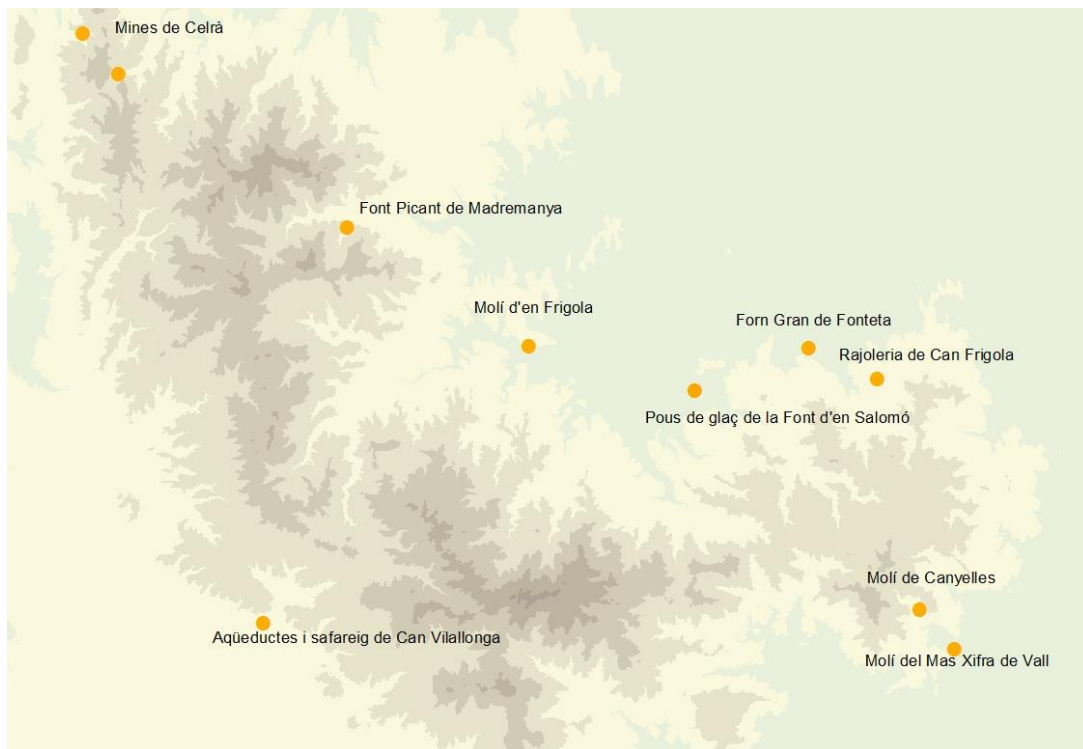 Mines de Celrà
Font Picant de Madremanya
Molí d'en Frigola
Forn Gran de Fonteta
Rajoleria de Can Frigola
Pous de glaç de la Font d'en Salomó
Molí de Canyelles
Aqüeductes i safareig de Can Vilallonga
Molí del Mas Xifra de Vall